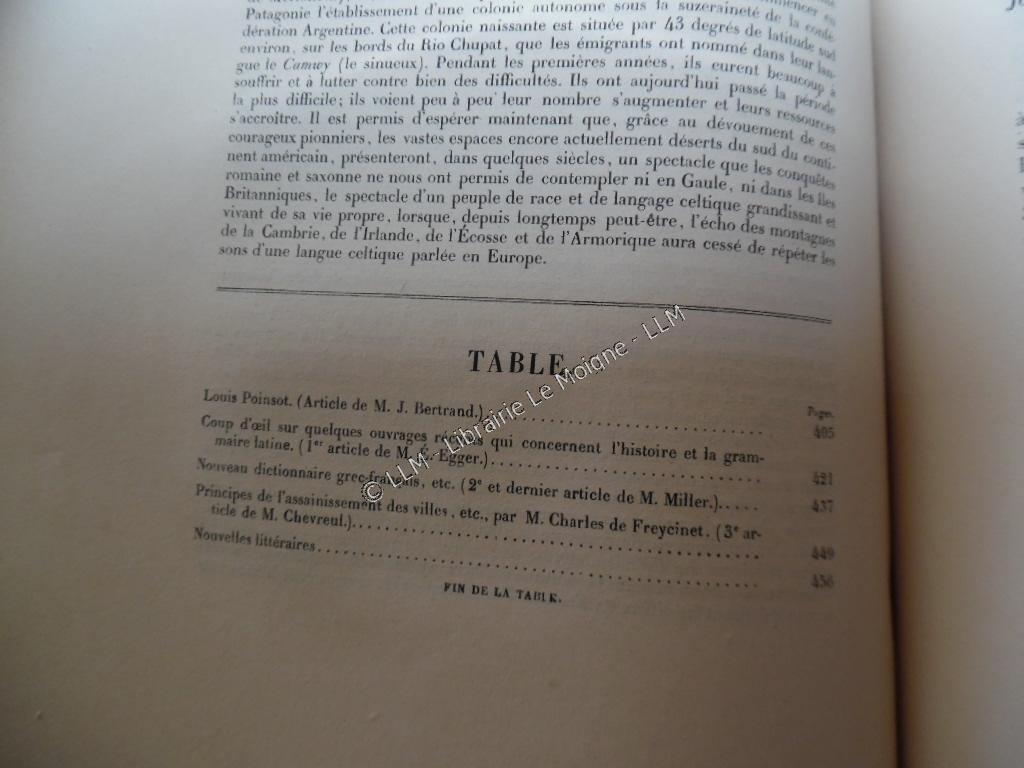 mencer en
Patagonie l'établissement d'une colonie autonome sous la suzeraineté de la confé-
dération Argentine. Cette colonie naissante est située par 43 degrés de latitude sud
environ, sur les bords du Rio Chupat, que les émigrants ont nommé dans leur lan-
gue le Camwy (le sinueux). Pendant les premières années, ils eurent beaucoup à
souffrir et à lutter contre bien des difficultés. Ils ont aujourd'hui passé la période
la plus difficile; ils voient peu à peu leur nombre s'augmenter et leurs ressources
s'accroître. Il est permis d'espérer maintenant que, grâce au dévouement de ces
courageux pionniers, les vastes espaces encore actuellement déserts du sud du conti-
nent américain, présenteront, dans quelques siècles, un spectacle que les conquêtes
romaine et saxonne ne nous ont permis de contempler ni en Gaule, ni dans les îles
Britanniques, le spectacle d'un peuple de race et de langage celtique grandissant et
vivant de sa vie propre, lorsque, depuis longtemps peut-être, l'écho des montagnes
de la Cambrie, de l'Irlande, de l'Écosse et de l'Armorique aura cessé de répéter les
sons d'une langue celtique parlée en Europe.
TABLE.
Pages.
Louis Poinsot. (Article de M. J. Bertrand.) 405
Coup d'œil sur quelques ouvrages récents qui concernent l'histoire et la gram-
maire latine. (1er article de M. É. Egger.) 421
Nouveau dictionnaire grec-français, etc. (2e et dernier article de M. Miller.) 437
Principes de l'assainissement des villes, etc., par M. Charles de Freycinet. (3e ar-
ticle de M. Chevreul.) 449
Nouvelles littéraires 456
FIN DE LA TABLE.
© LLM - Librairie Le Moigne - LLM